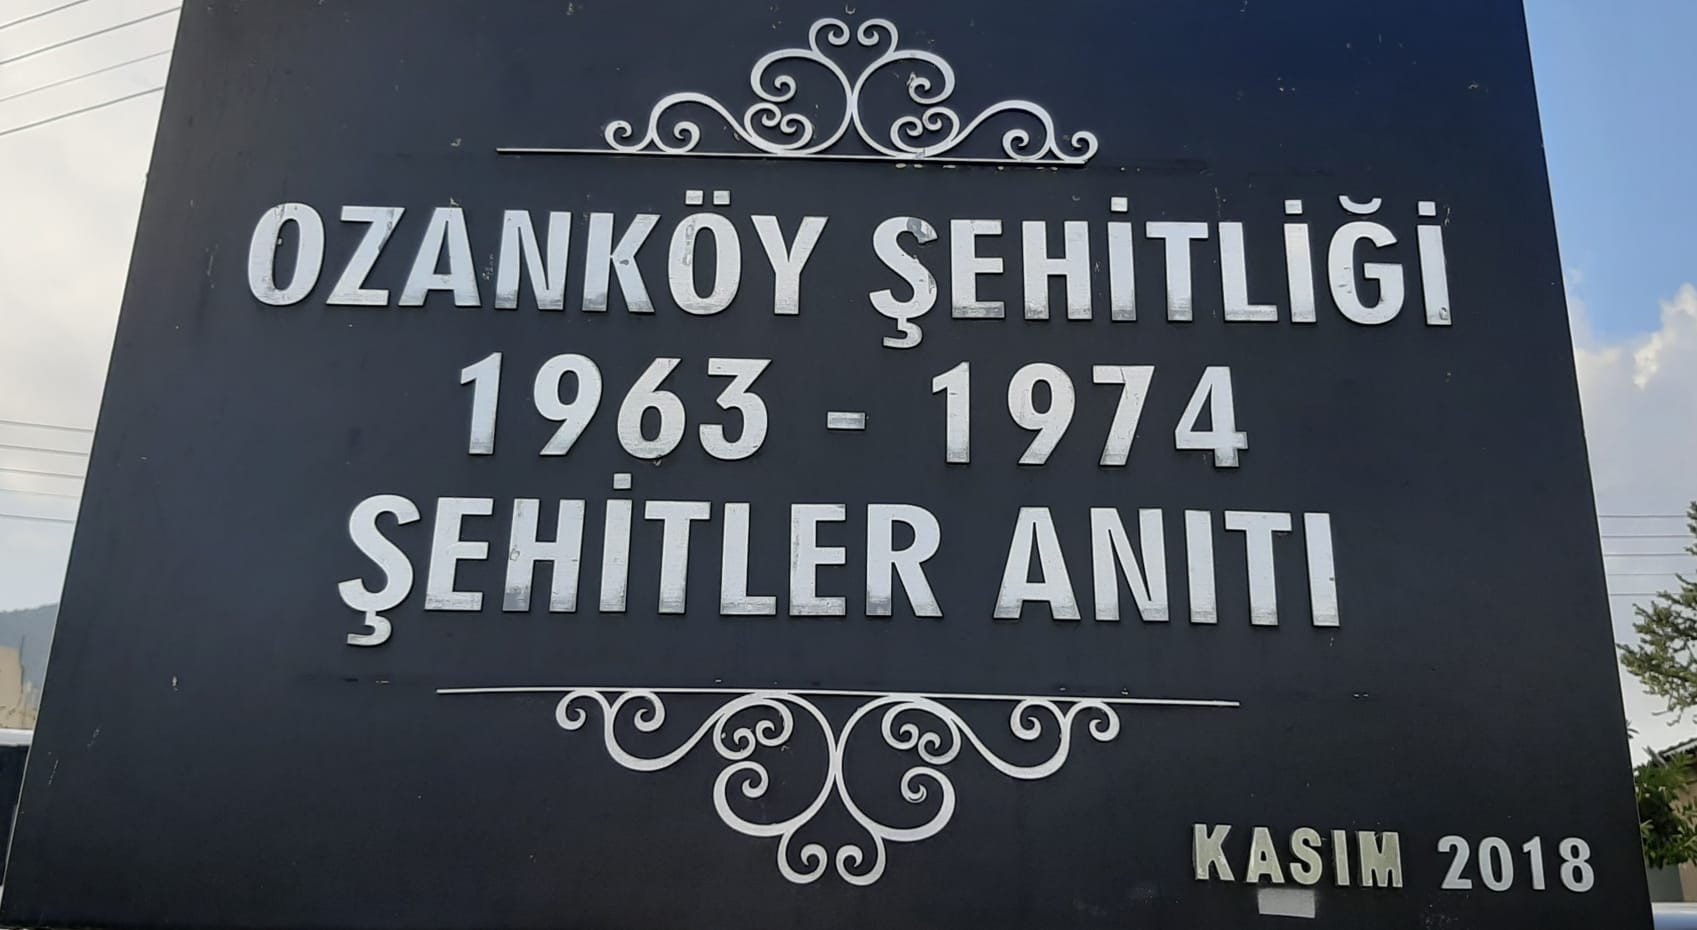 OZANKÖY ŞEHİTLİĞİ
1963 - 1974
ŞEHİTLER ANITI
KASIM 2018